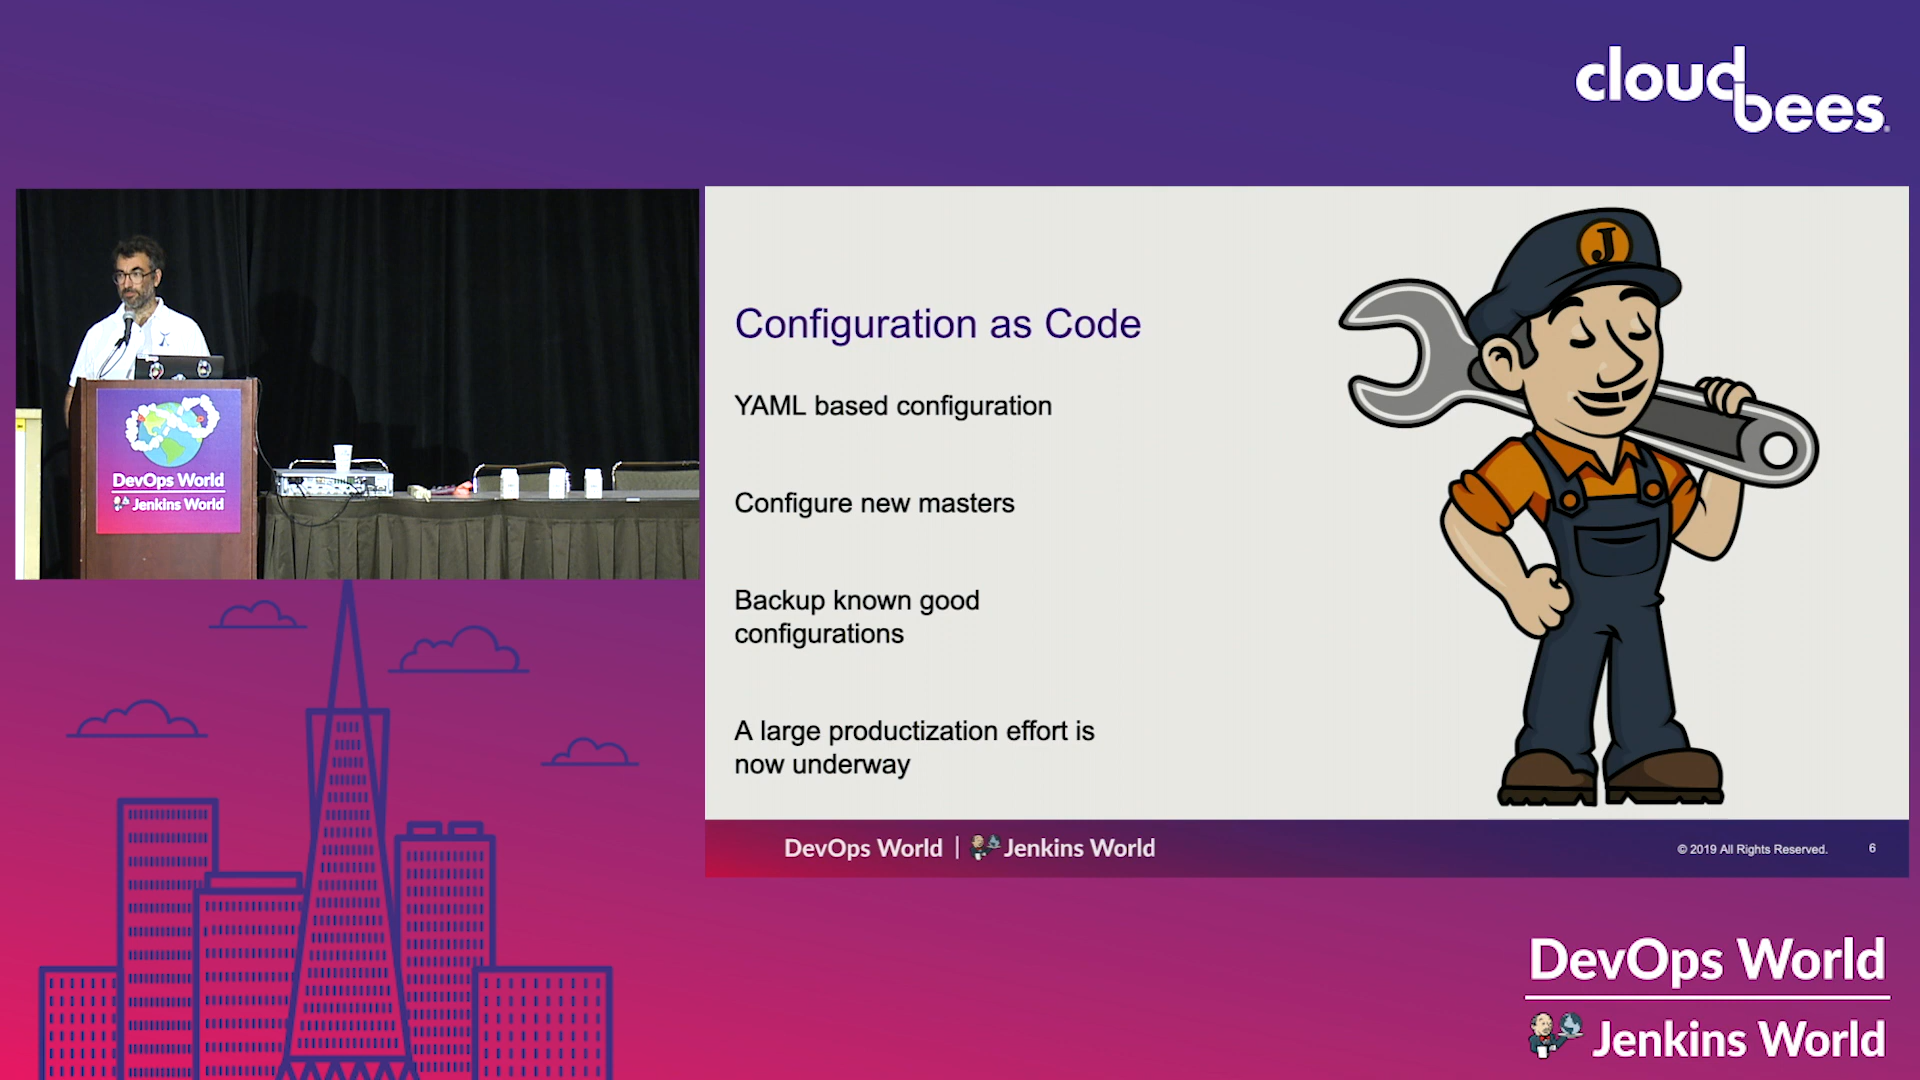 cloudbees®
DevOps World
Jenkins World
Configuration as Code
YAML based configuration
Configure new masters
Backup known good
configurations
A large productization effort is
now underway
J
DevOps World | Jenkins World
© 2019 All Rights Reserved.
6
DevOps World
Jenkins World